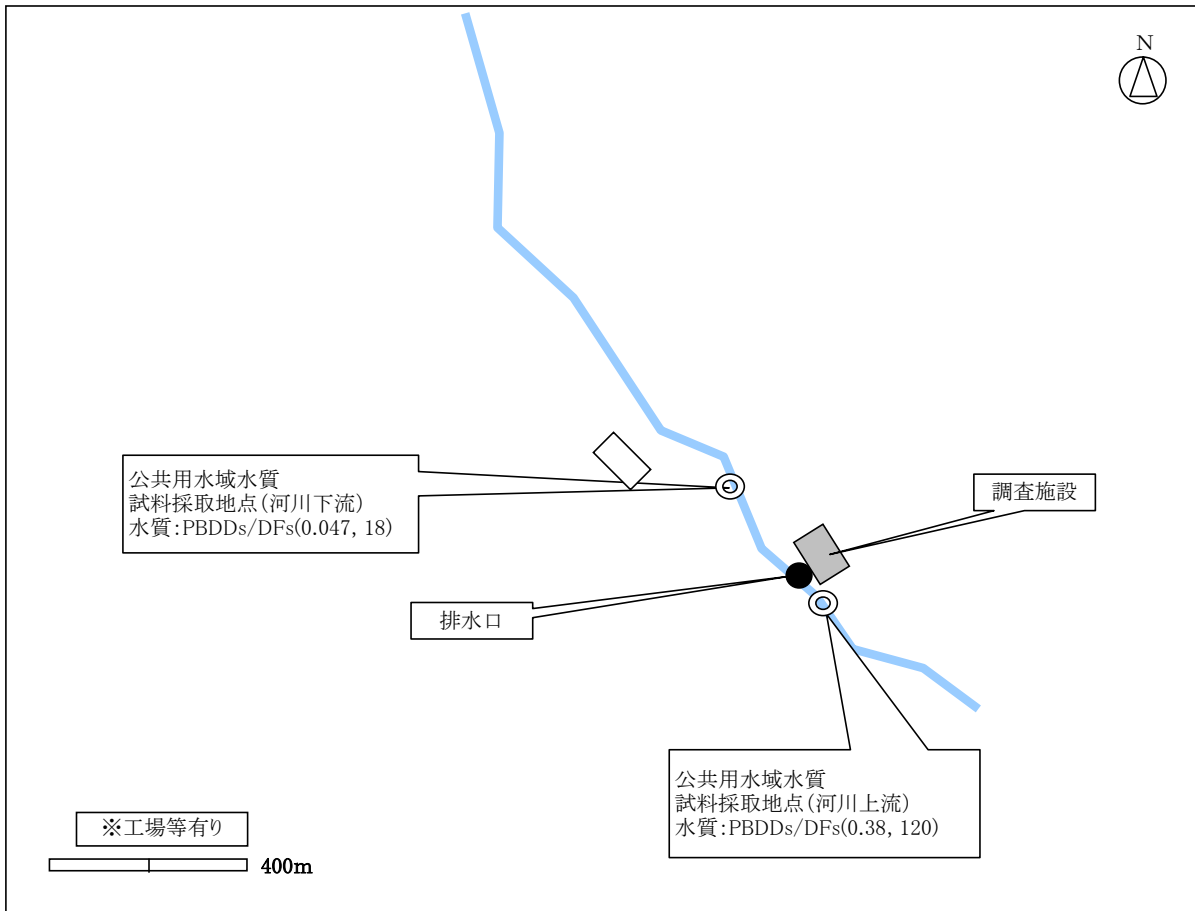 N
公共用水域水質
試料採取地点(河川下流)
水質:PBDDs/DFs(0.047, 18)
調査施設
排水口
公共用水域水質
試料採取地点(河川上流)
水質:PBDDs/DFs(0.38, 120)
※工場等有り
400m